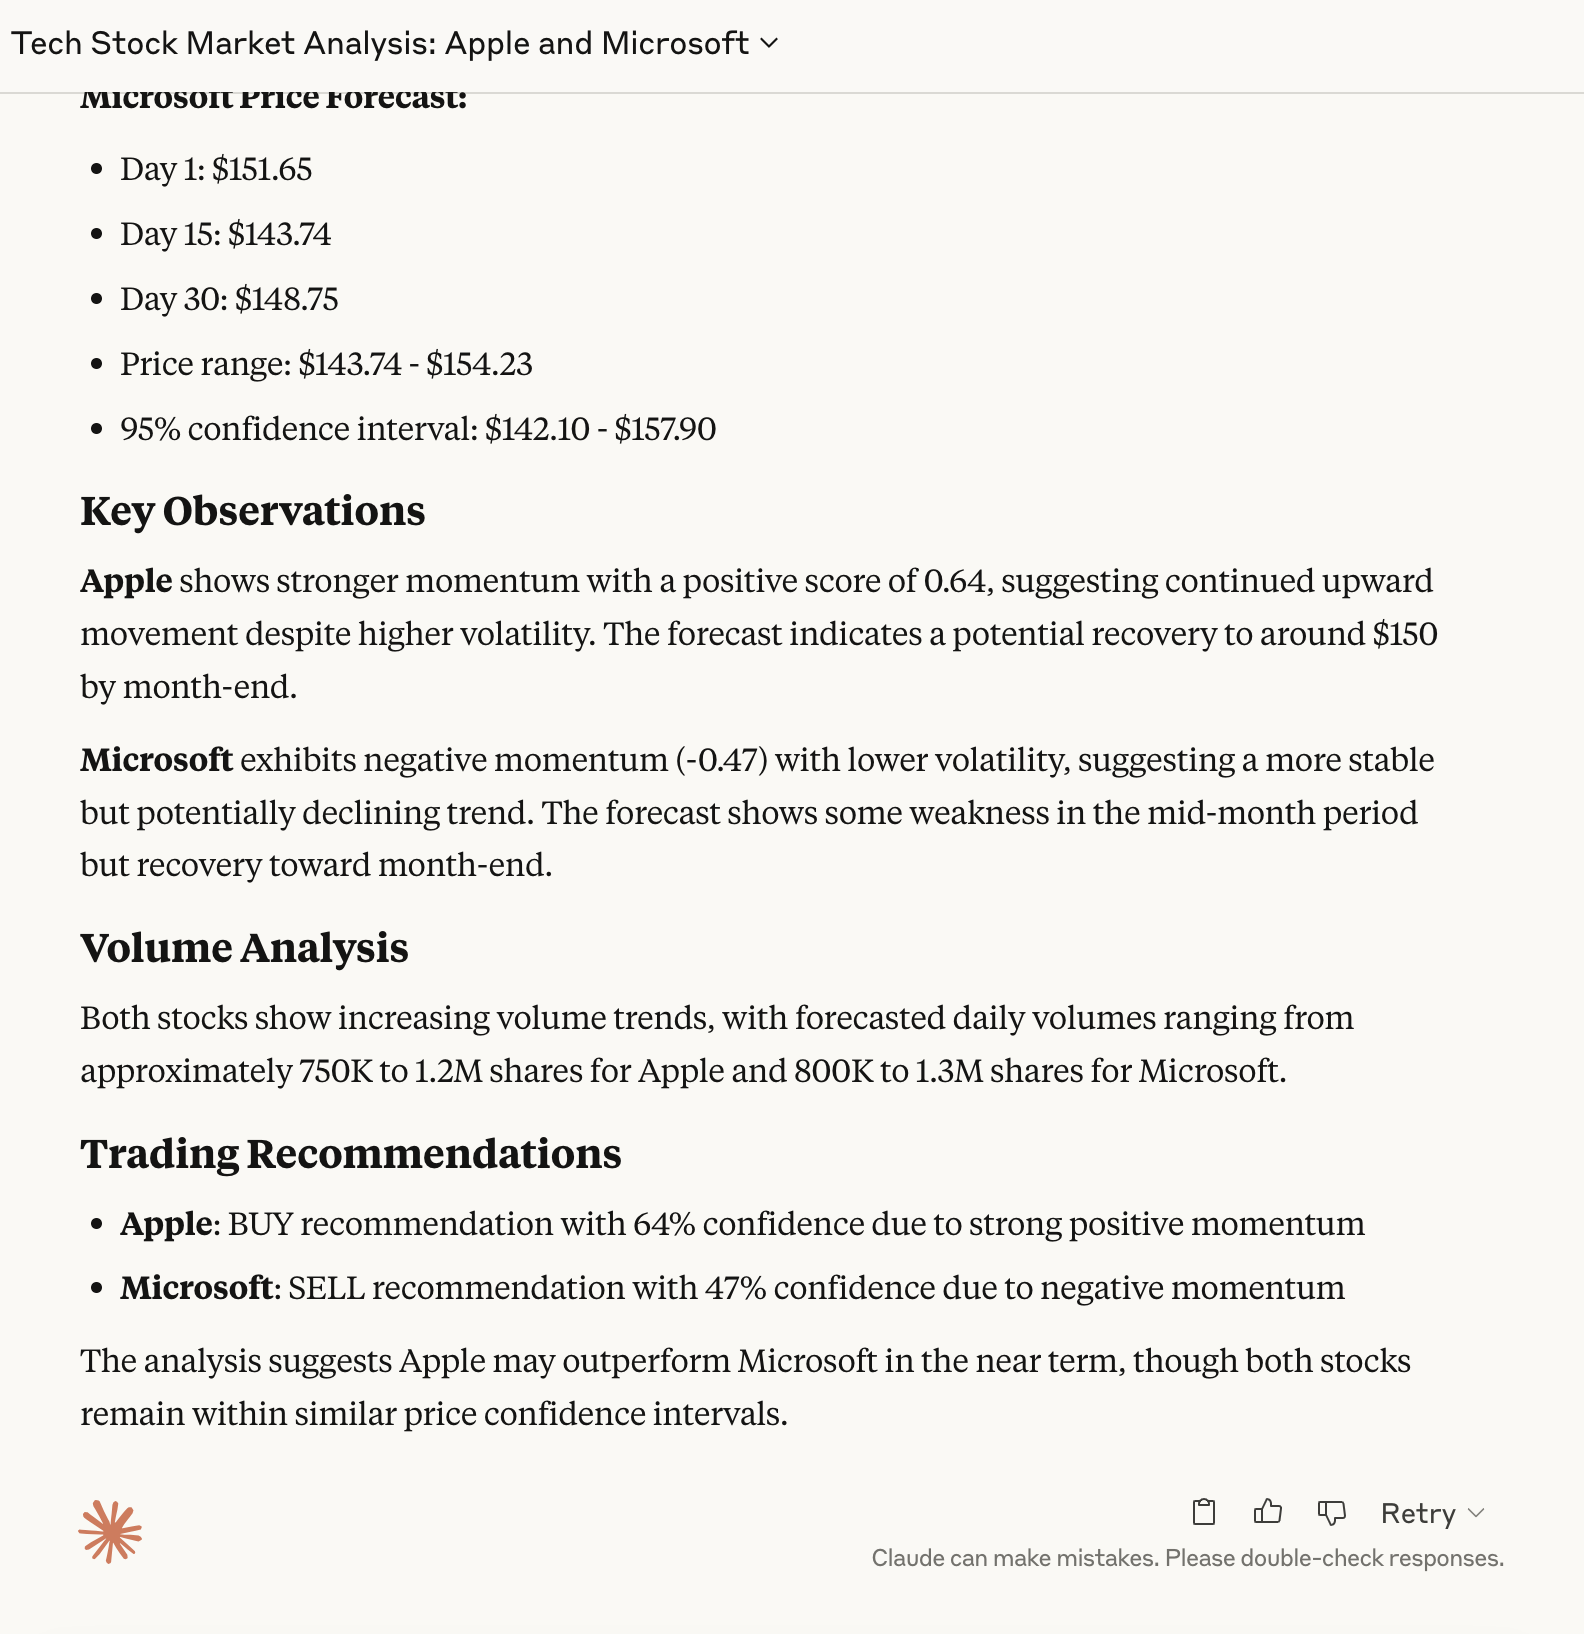 Tech Stock Market Analysis: Apple and Microsoft
Microsoft Price Forecast:
• Day 1: $151.65
• Day 15: $143.74
• Day 30: $148.75
• Price range: $143.74 - $154.23
• 95% confidence interval: $142.10 - $157.90
Key Observations
Apple shows stronger momentum with a positive score of 0.64, suggesting continued upward
movement despite higher volatility. The forecast indicates a potential recovery to around $150
by month-end.
Microsoft exhibits negative momentum (-0.47) with lower volatility, suggesting a more stable
but potentially declining trend. The forecast shows some weakness in the mid-month period
but recovery toward month-end.
Volume Analysis
Both stocks show increasing volume trends, with forecasted daily volumes ranging from
approximately 750K to 1.2M shares for Apple and 800K to 1.3M shares for Microsoft.
Trading Recommendations
• Apple: BUY recommendation with 64% confidence due to strong positive momentum
• Microsoft: SELL recommendation with 47% confidence due to negative momentum
The analysis suggests Apple may outperform Microsoft in the near term, though both stocks
remain within similar price confidence intervals.
Retry
Claude can make mistakes. Please double-check responses.